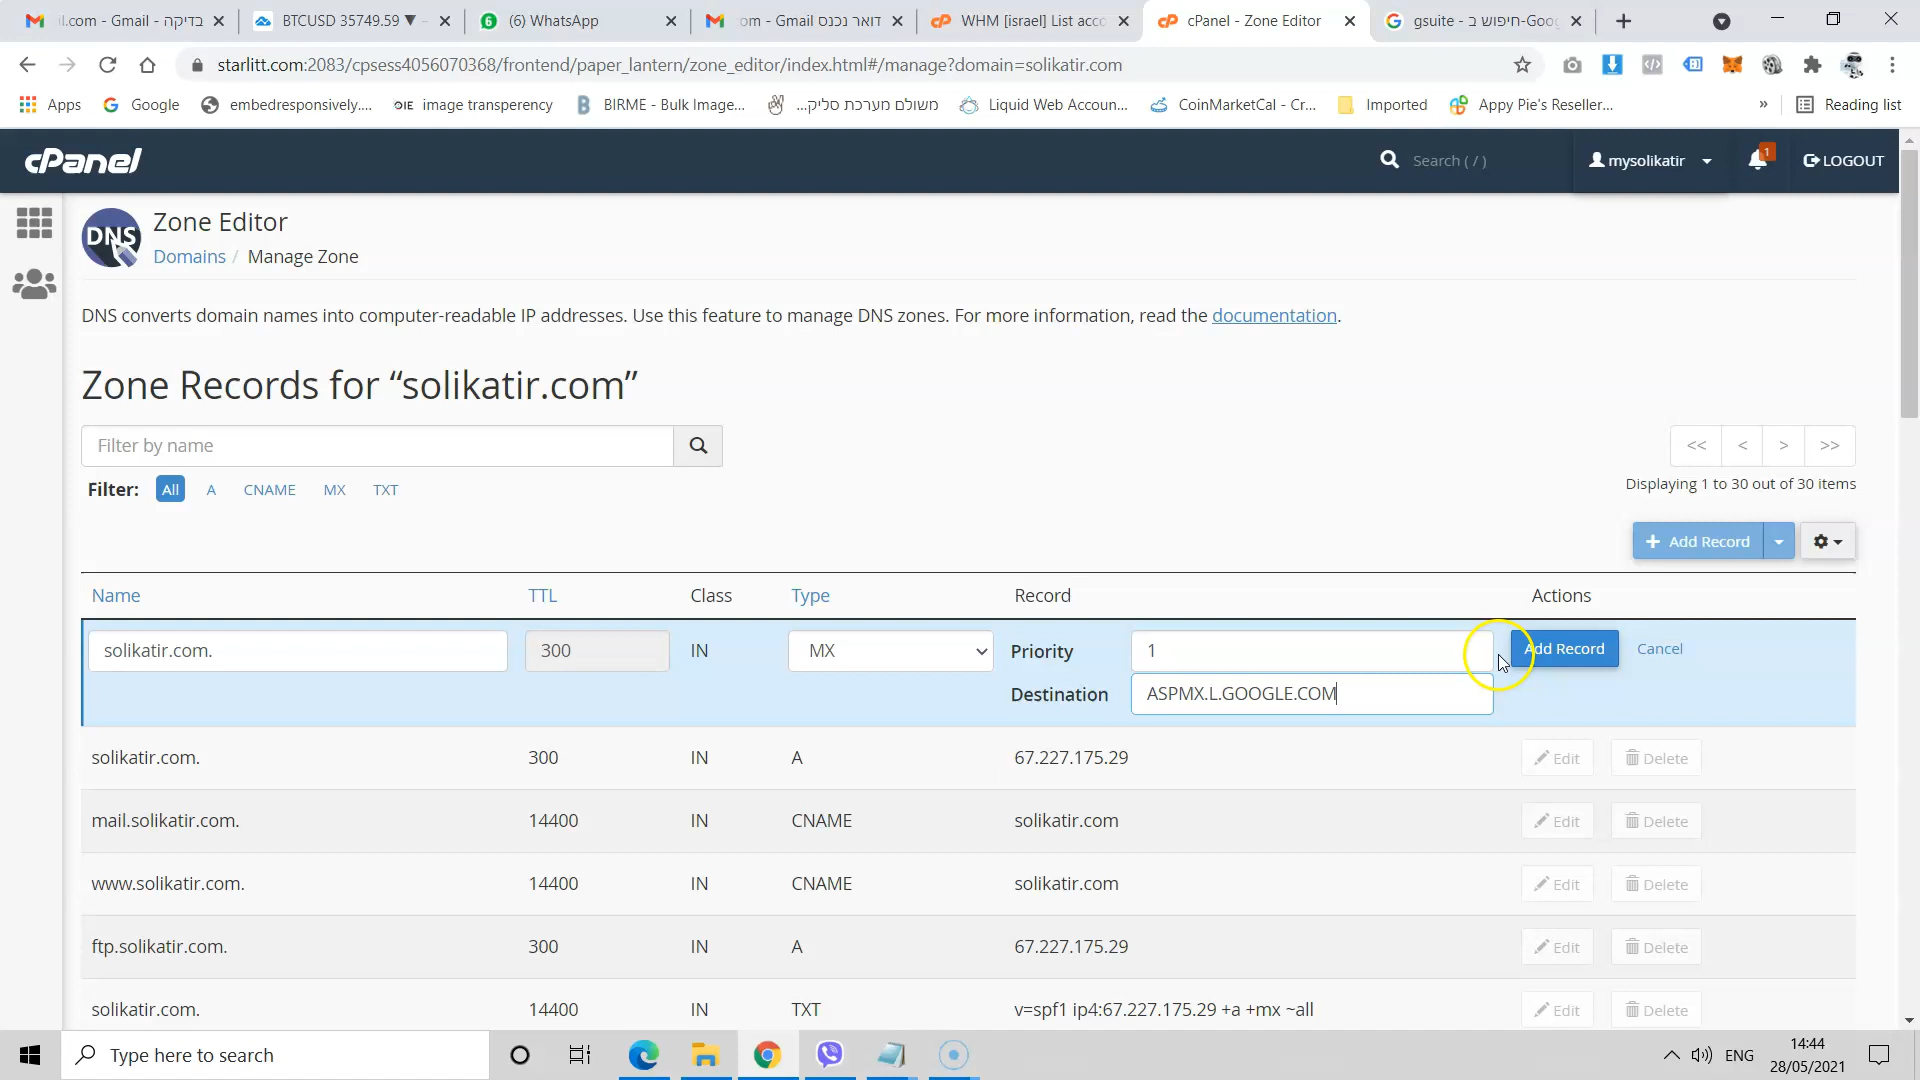 il.com - Gmail - בדיקה
BTCUSD 35749.59 ▼ -
(6) WhatsApp
om - Gmail דואר נכנס
WHM [israel] List acco
cPanel - Zone Editor
gsuite - חיפוש ב-Goog
starlitt.com:2083/cpsess4056070368/frontend/paper_lantern/zone_editor/index.html#/manage?domain=solikatir.com
Apps
Google
embedresponsively....
image transperency
BIRME - Bulk Image...
משולם מערכת סליק...
Liquid Web Accoun...
CoinMarketCal - Cr...
Imported
Appy Pie's Reseller...
»
Reading list
cPanel
Search ( / )
mysolikatir
1
LOGOUT
DNS
Zone Editor
Domains / Manage Zone
DNS converts domain names into computer-readable IP addresses. Use this feature to manage DNS zones. For more information, read the documentation.
Zone Records for “solikatir.com”
Filter by name
<< < > >>
Filter: All A CNAME MX TXT
Displaying 1 to 30 out of 30 items
+ Add Record
Name TTL Class Type Record Actions
solikatir.com. 300 IN MX Priority 1 Add Record Cancel
Destination ASPMX.L.GOOGLE.COM
solikatir.com. 300 IN A 67.227.175.29 Edit Delete
mail.solikatir.com. 14400 IN CNAME solikatir.com Edit Delete
www.solikatir.com. 14400 IN CNAME solikatir.com Edit Delete
ftp.solikatir.com. 300 IN A 67.227.175.29 Edit Delete
solikatir.com. 14400 IN TXT v=spf1 ip4:67.227.175.29 +a +mx ~all Edit Delete
Type here to search
ENG
14:44
28/05/2021